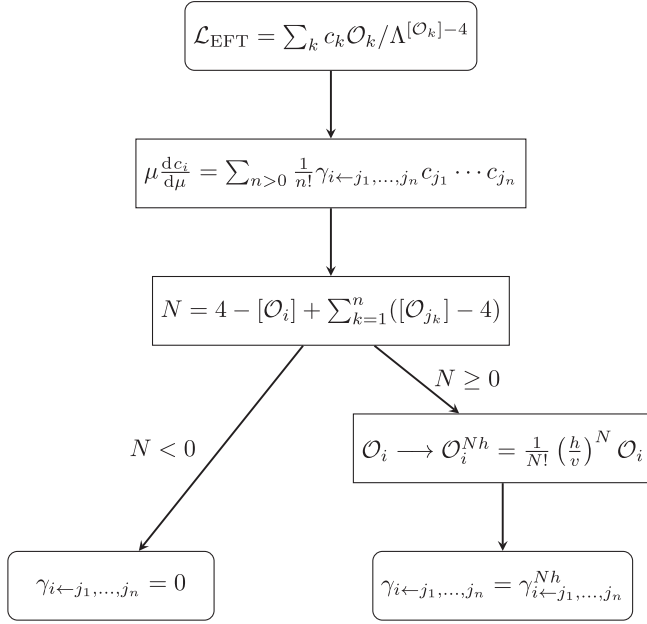 $\mathcal{L}_{\mathrm{EFT}} = \sum_k c_k \mathcal{O}_k / \Lambda^{[\mathcal{O}_k]-4}$
$\mu \frac{\mathrm{d}c_i}{\mathrm{d}\mu} = \sum_{n>0} \frac{1}{n!} \gamma_{i \leftarrow j_1,\ldots,j_n} c_{j_1} \cdots c_{j_n}$
$N = 4 - [\mathcal{O}_i] + \sum_{k=1}^{n} ([\mathcal{O}_{j_k}] - 4)$
$N \geq 0$
$N < 0$
$\mathcal{O}_i \longrightarrow \mathcal{O}_i^{Nh} = \frac{1}{N!} \left( \frac{h}{v} \right)^N \mathcal{O}_i$
$\gamma_{i \leftarrow j_1,\ldots,j_n} = 0$
$\gamma_{i \leftarrow j_1,\ldots,j_n} = \gamma^{Nh}_{i \leftarrow j_1,\ldots,j_n}$